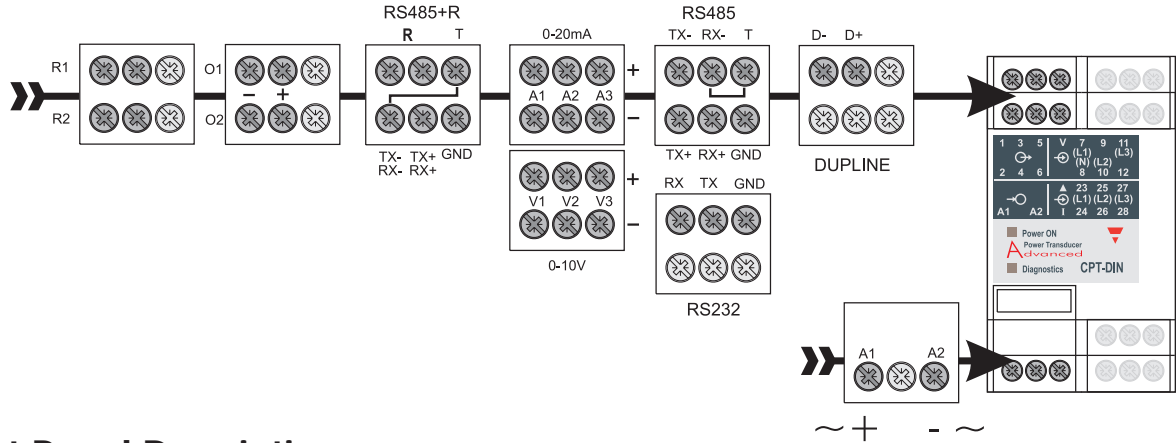 RS485+R
R T
0-20mA
RS485
TX- RX- T
D- D+
R1
R2
O1
- +
O2
A1 A2 A3
+
-
TX- TX+ GND
RX- RX+
TX+ RX+ GND
DUPLINE
V1 V2 V3
+
-
0-10V
RX TX GND
RS232
1 3 5 V 7 9 11
(L1) (L3)
(N) (L2)
2 4 6 8 10 12
▲ 23 25 27
(L1) (L2) (L3)
A1 A2 I 24 26 28
Power ON
Power Transducer
Advanced
Diagnostics CPT-DIN
A1 A2
~+ - ~